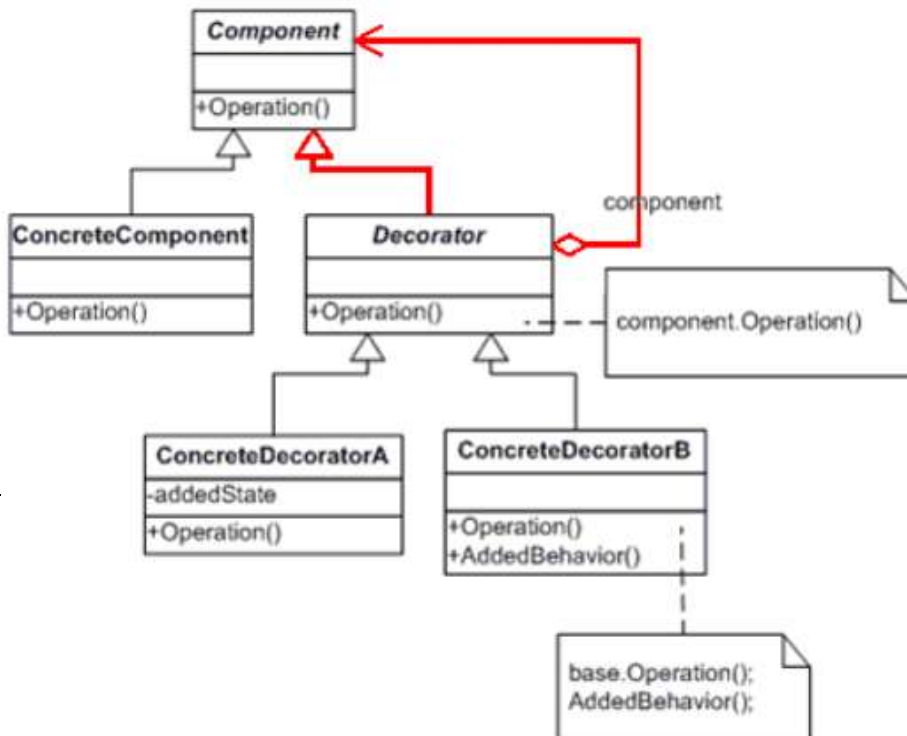 Component
+Operation()
component
ConcreteComponent
+Operation()
Decorator
+Operation()
component.Operation()
ConcreteDecoratorA
-addedState
+Operation()
ConcreteDecoratorB
+Operation()
+AddedBehavior()
base.Operation();
AddedBehavior();